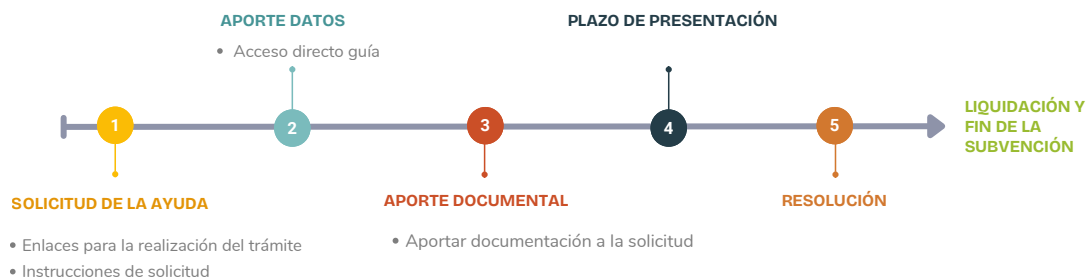 APORTE DATOS
• Acceso directo guía
PLAZO DE PRESENTACIÓN
1
2
3
4
5
LIQUIDACIÓN Y
FIN DE LA
SUBVENCIÓN
SOLICITUD DE LA AYUDA
• Enlaces para la realización del trámite
• Instrucciones de solicitud
APORTE DOCUMENTAL
• Aportar documentación a la solicitud
RESOLUCIÓN